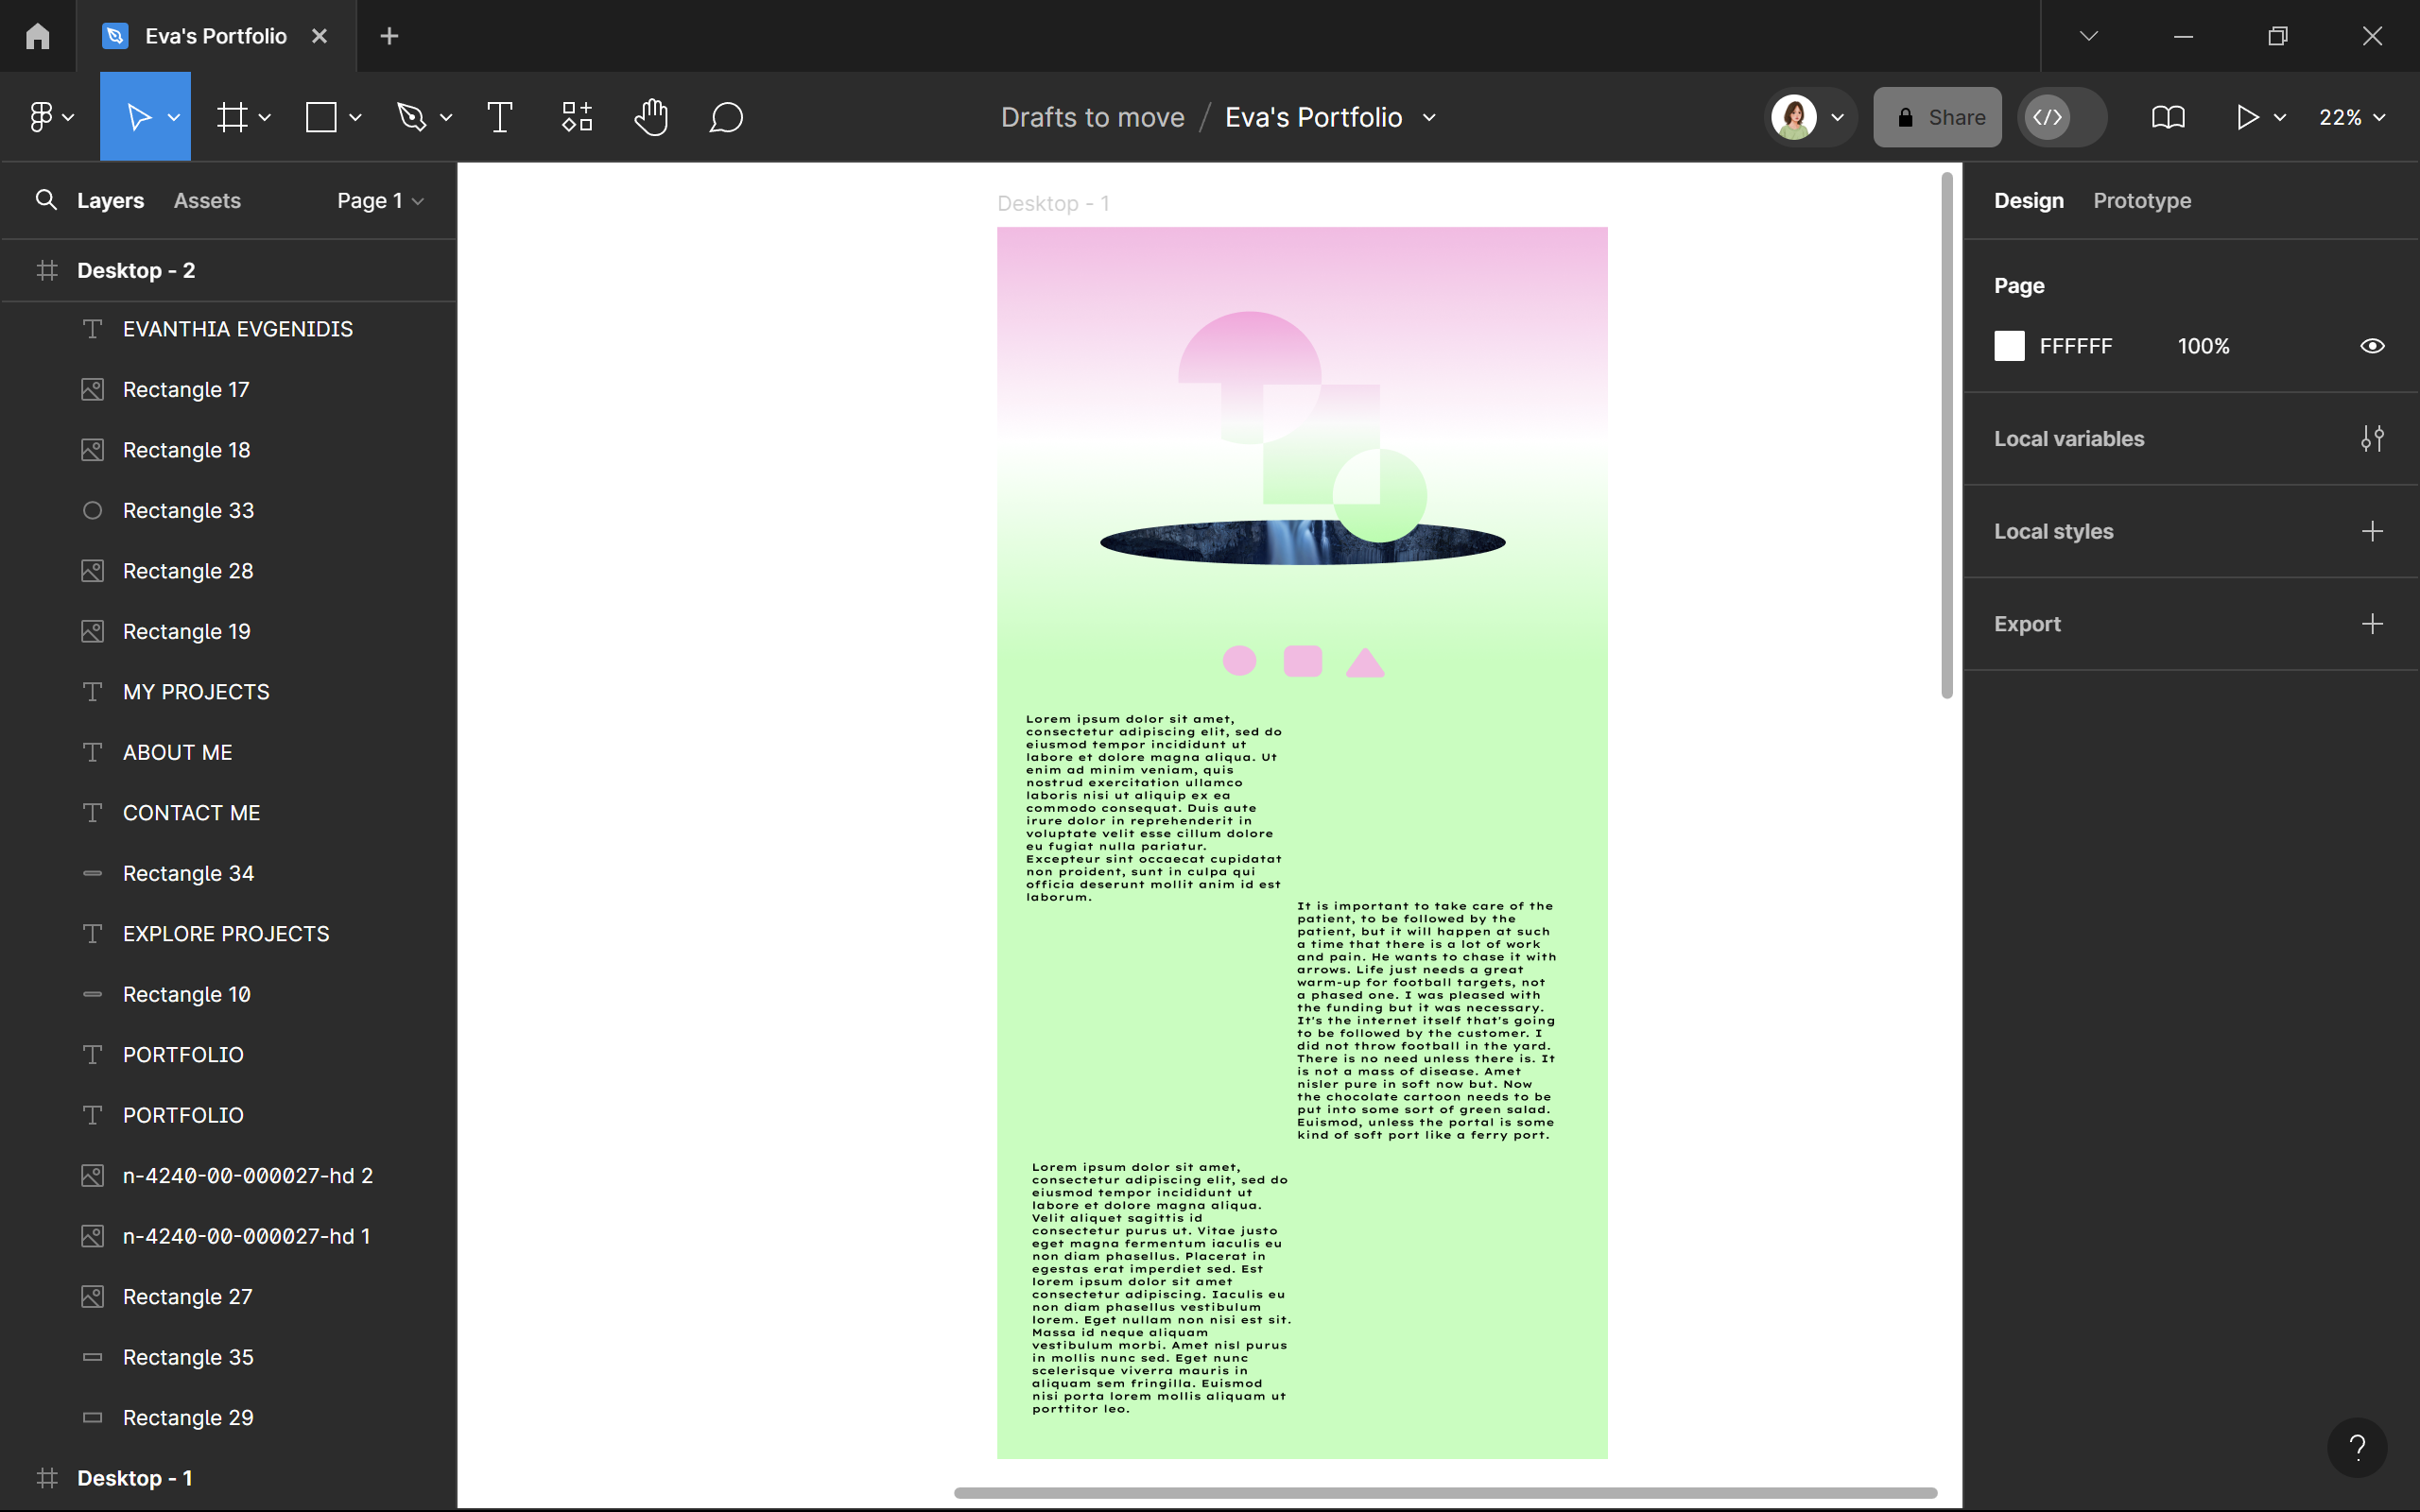 Eva's Portfolio
Drafts to move / Eva's Portfolio
Share
22%
Layers
Assets
Page 1
Desktop - 2
EVANTHIA EVGENIDIS
Rectangle 17
Rectangle 18
Rectangle 33
Rectangle 28
Rectangle 19
MY PROJECTS
ABOUT ME
CONTACT ME
Rectangle 34
EXPLORE PROJECTS
Rectangle 10
PORTFOLIO
PORTFOLIO
n-4240-00-000027-hd 2
n-4240-00-000027-hd 1
Rectangle 27
Rectangle 35
Rectangle 29
Desktop - 1
Desktop - 1
Lorem ipsum dolor sit amet,
consectetur adipiscing elit, sed do
eiusmod tempor incididunt ut
labore et dolore magna aliqua. Ut
enim ad minim veniam, quis
nostrud exercitation ullamco
laboris nisi ut aliquip ex ea
commodo consequat. Duis aute
irure dolor in reprehenderit in
voluptate velit esse cillum dolore
eu fugiat nulla pariatur.
Excepteur sint occaecat cupidatat
non proident, sunt in culpa qui
officia deserunt mollit anim id est
laborum.
It is important to take care of the
patient, to be followed by the
patient, but it will happen at such
a time that there is a lot of work
and pain. He wants to chase it with
arrows. Life just needs a great
warm-up for football targets, not
a phased one. I was pleased with
the funding but it was necessary.
It's the internet itself that's going
to be followed by the customer. I
did not throw football in the yard.
There is no need unless there is. It
is not a mass of disease. Amet
nisler pure in soft now but. Now
the chocolate cartoon needs to be
put into some sort of green salad.
Euismod, unless the portal is some
kind of soft port like a ferry port.
Lorem ipsum dolor sit amet,
consectetur adipiscing elit, sed do
eiusmod tempor incididunt ut
labore et dolore magna aliqua.
Velit aliquet sagittis id
consectetur purus ut. Vitae justo
eget magna fermentum iaculis eu
non diam phasellus. Placerat in
egestas erat imperdiet sed. Est
lorem ipsum dolor sit amet
consectetur adipiscing. Iaculis eu
non diam phasellus vestibulum
lorem. Eget nullam non nisi est sit.
Massa id neque aliquam
vestibulum morbi. Amet nisl purus
in mollis nunc sed. Eget nunc
scelerisque viverra mauris in
aliquam sem fringilla. Euismod
nisi porta lorem mollis aliquam ut
porttitor leo.
Design
Prototype
Page
FFFFFF
100%
Local variables
Local styles
Export
?